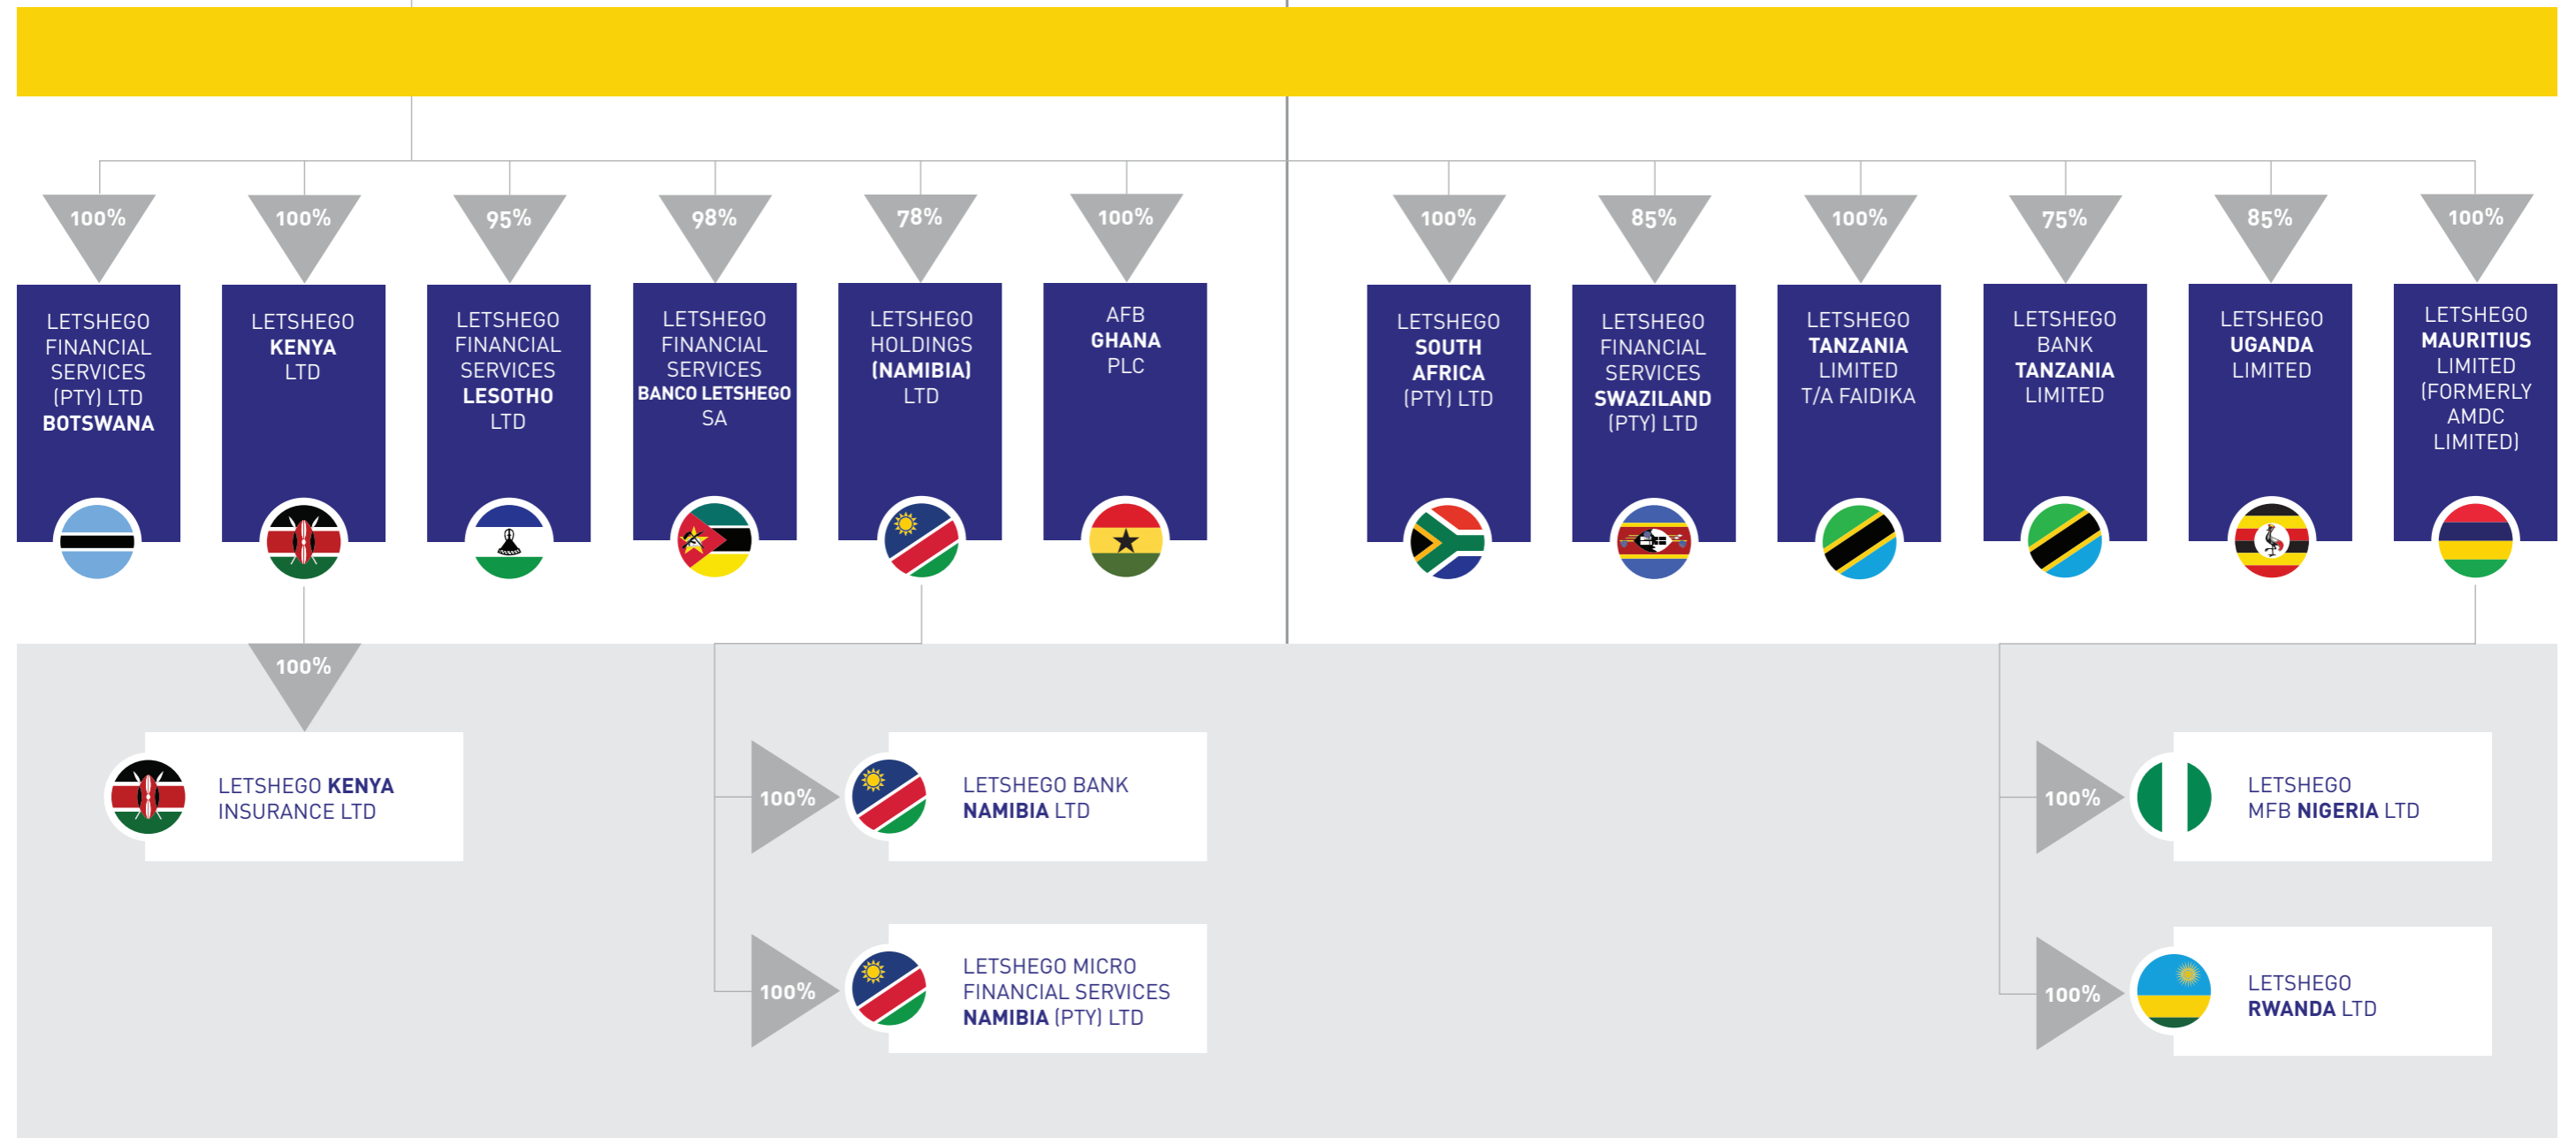 100%
LETSHEGO
FINANCIAL
SERVICES
(PTY) LTD
BOTSWANA
100%
LETSHEGO
KENYA
LTD
95%
LETSHEGO
FINANCIAL
SERVICES
LESOTHO
LTD
98%
LETSHEGO
FINANCIAL
SERVICES
BANCO LETSHEGO
SA
78%
LETSHEGO
HOLDINGS
(NAMIBIA)
LTD
100%
AFB
GHANA
PLC
100%
LETSHEGO
SOUTH
AFRICA
(PTY) LTD
85%
LETSHEGO
FINANCIAL
SERVICES
SWAZILAND
(PTY) LTD
100%
LETSHEGO
TANZANIA
LIMITED
T/A FAIDIKA
75%
LETSHEGO
BANK
TANZANIA
LIMITED
85%
LETSHEGO
UGANDA
LIMITED
100%
LETSHEGO
MAURITIUS
LIMITED
(FORMERLY
AMDC
LIMITED)
100%
LETSHEGO KENYA
INSURANCE LTD
100%
LETSHEGO BANK
NAMIBIA LTD
100%
LETSHEGO MICRO
FINANCIAL SERVICES
NAMIBIA (PTY) LTD
100%
LETSHEGO
MFB NIGERIA LTD
100%
LETSHEGO
RWANDA LTD